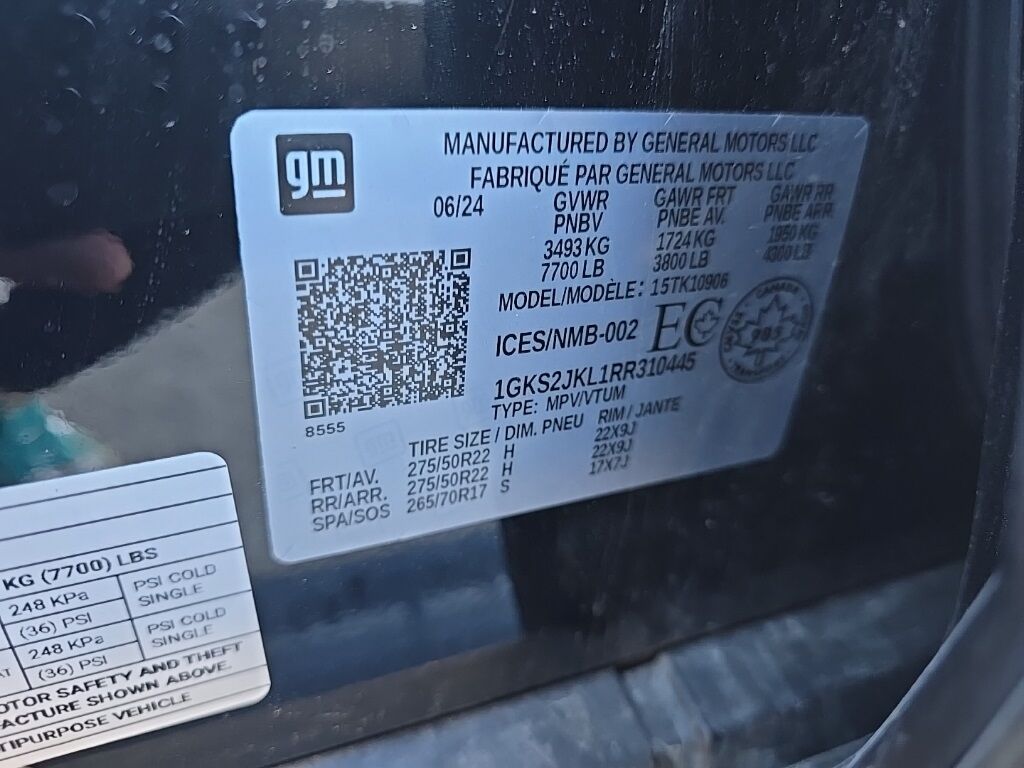 gm
MANUFACTURED BY GENERAL MOTORS LLC
FABRIQUÉ PAR GENERAL MOTORS LLC
06/24 GVWR GAWR FRT GAWR RR
PNBV PNBE AV. PNBE ARR
3493 KG 1724 KG 1950 KG
7700 LB 3800 LB 4300 LB
MODEL/MODÈLE: 15TK10906
ICES/NMB-002 EC
CANADA
1GKS2JKL1RR310445
TYPE: MPV/VTUM
8555
TIRE SIZE / DIM. PNEU RIM / JANTE
FRT/AV. 275/50R22 H 22X9J
RR/ARR. 275/50R22 H 22X9J
SPA/SOS 265/70R17 S 17X7J
KG (7700) LBS
248 KPa PSI COLD
(36) PSI SINGLE
248 KPa PSI COLD
(36) PSI SINGLE
OTOR SAFETY AND THEFT
FACTURE SHOWN ABOVE.
TIPURPOSE VEHICLE